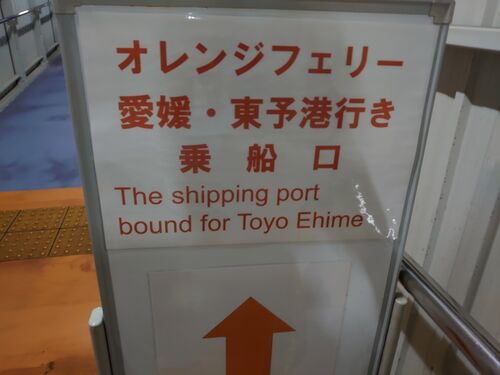 オレンジフェリー
愛媛・東予港行き
乗船口
The shipping port
bound for Toyo Ehime